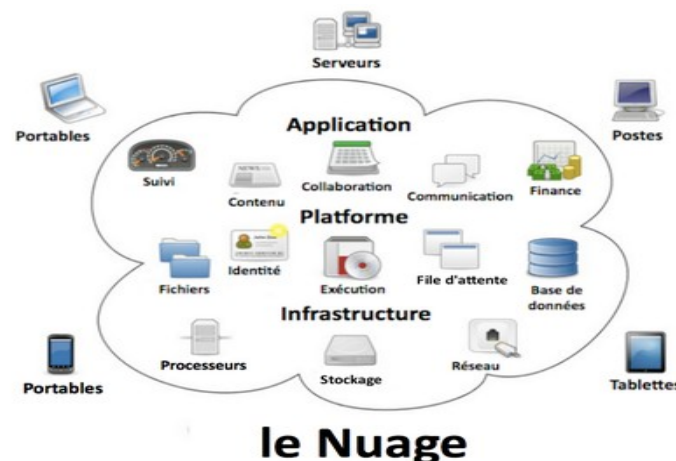 Serveurs
Portables
Postes
Application
Suivi
Contenu
Collaboration
Communication
Finance
Platforme
Fichiers
Identité
Exécution
File d'attente
Base de
données
Infrastructure
Processeurs
Stockage
Réseau
Portables
Tablettes
le Nuage